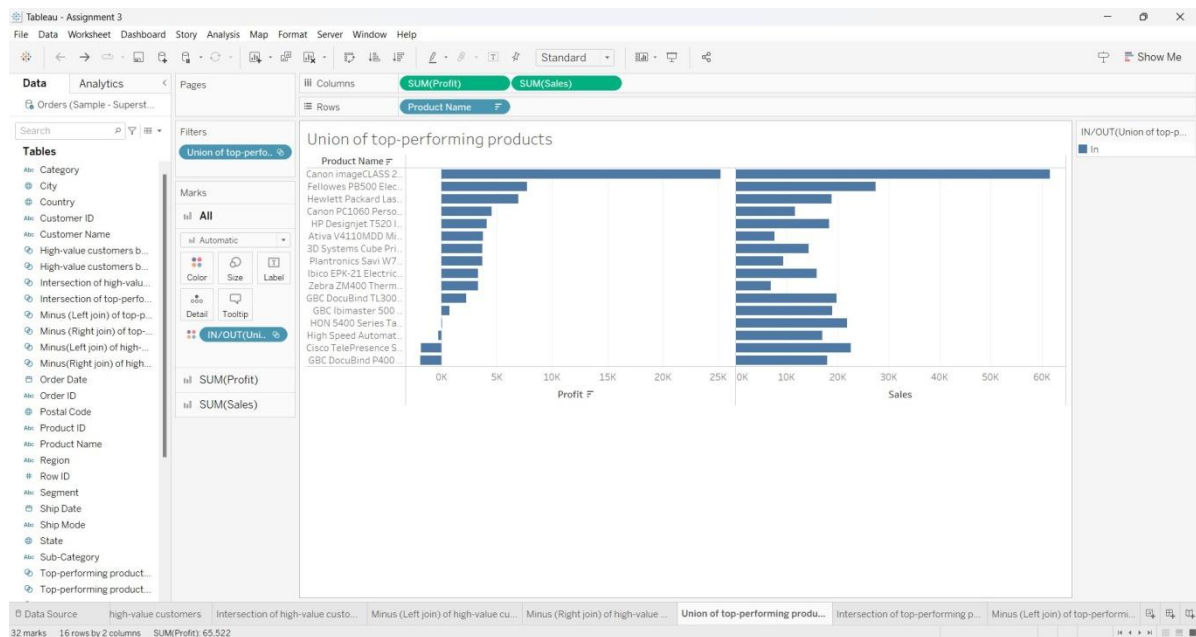 Tableau - Assignment 3
File Data Worksheet Dashboard Story Analysis Map Format Server Window Help
Standard
Show Me
Data Analytics
Pages
Columns SUM(Profit) SUM(Sales)
Orders (Sample - Superst...
Rows Product Name
Search
Tables
Category
City
Country
Customer ID
Customer Name
High-value customers b...
High-value customers b...
Intersection of high-valu...
Intersection of top-perfo...
Minus (Left join) of top-p...
Minus (Right join) of top-...
Minus(Left join) of high-...
Minus(Right join) of high...
Order Date
Order ID
Postal Code
Product ID
Product Name
Region
Row ID
Segment
Ship Date
Ship Mode
State
Sub-Category
Top-performing product...
Top-performing product...
Filters
Union of top-perfo..
Marks
All
Automatic
Color Size Label
Detail Tooltip
IN/OUT(Uni..
SUM(Profit)
SUM(Sales)
Union of top-performing products
Product Name
Canon imageCLASS 2..
Fellowes PB500 Elec..
Hewlett Packard Las..
Canon PC1060 Perso..
HP Designjet T520 I..
Ativa V4110MDD Mi..
3D Systems Cube Pri..
Plantronics Savi W7..
Ibico EPK-21 Electric..
Zebra ZM400 Therm..
GBC DocuBind TL300..
GBC Ibimaster 500 ..
HON 5400 Series Ta..
High Speed Automat..
Cisco TelePresence S..
GBC DocuBind P400 ..
0K 5K 10K 15K 20K 25K 0K 10K 20K 30K 40K 50K 60K
Profit Sales
IN/OUT(Union of top-p...
In
Data Source high-value customers Intersection of high-value custo... Minus (Left join) of high-value cu... Minus (Right join) of high-value ... Union of top-performing produ... Intersection of top-performing p... Minus (Left join) of top-performi...
32 marks 16 rows by 2 columns SUM(Profit): 65.522